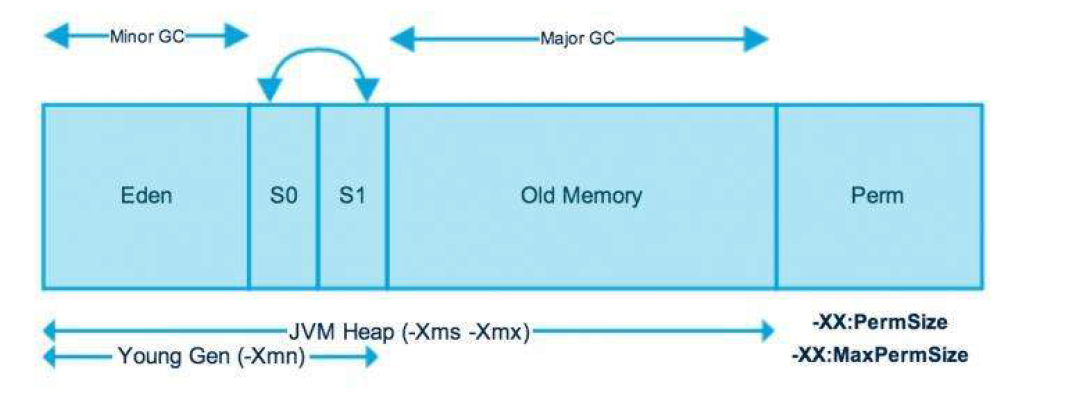 Minor GC
Major GC
Eden
S0
S1
Old Memory
Perm
JVM Heap (-Xms -Xmx)
-XX:PermSize
Young Gen (-Xmn)
-XX:MaxPermSize